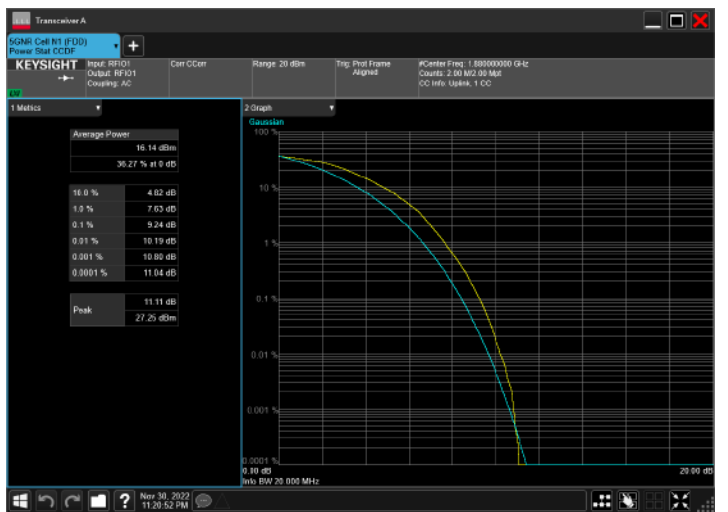 Transceiver A
5GNR Cell N1 (FDD)
Power Stat CCDF
KEYSIGHT
Input: RFIO1
Output: RFIO1
Coupling: AC
Corr CCorr
Range: 20 dBm
Trig: Prot Frame
Aligned
#Center Freq: 1.880000000 GHz
Counts: 2.00 M/2.00 Mpt
CC Info: Uplink, 1 CC
1 Metrics
Average Power
16.14 dBm
36.27 % at 0 dB
10.0 % 4.82 dB
1.0 % 7.63 dB
0.1 % 9.24 dB
0.01 % 10.19 dB
0.001 % 10.80 dB
0.0001 % 11.04 dB
Peak
11.11 dB
27.25 dBm
2 Graph
Gaussian
100 %
10 %
1 %
0.1 %
0.01 %
0.001 %
0.0001 %
0.00 dB
20.00 dB
Info BW 20.000 MHz
?
Nov 30, 2022
11:20:52 PM